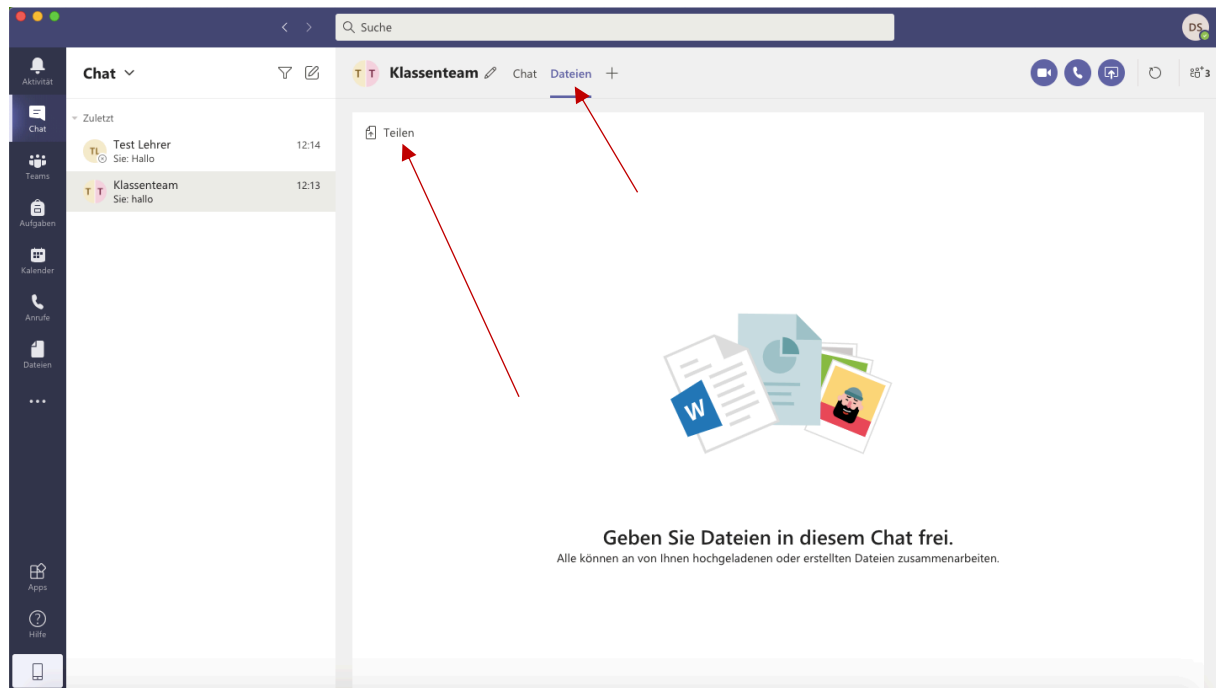 Suche
DS
Aktivität
Chat
Teams
Aufgaben
Kalender
Anrufe
Dateien
Apps
Hilfe
Chat
Zuletzt
TL
Test Lehrer 12:14
Sie: Hallo
T T
Klassenteam 12:13
Sie: hallo
T T Klassenteam Chat Dateien
3
Teilen
W
Geben Sie Dateien in diesem Chat frei.
Alle können an von Ihnen hochgeladenen oder erstellten Dateien zusammenarbeiten.